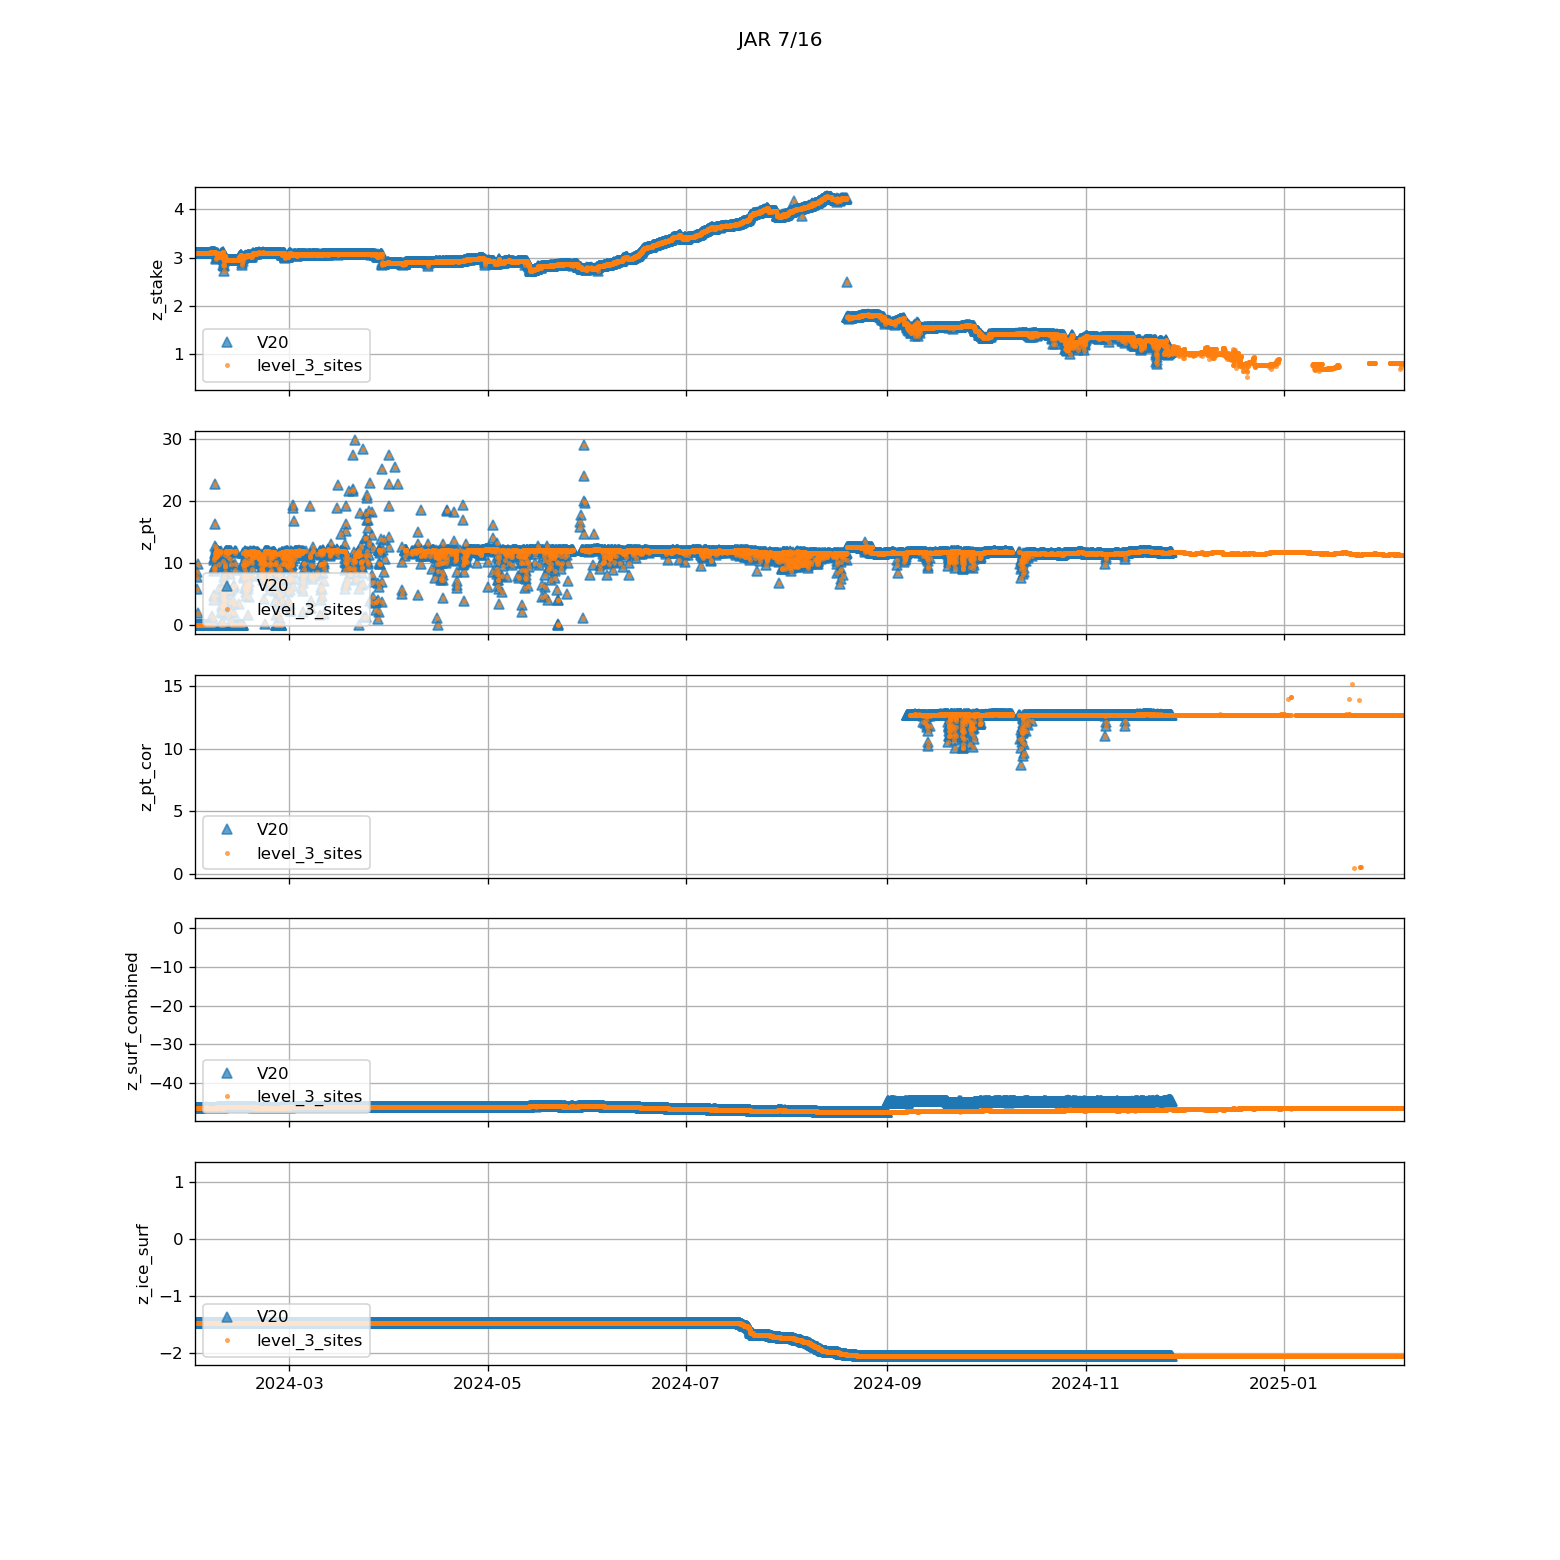 JAR 7/16
4
3
2
1
z_stake
V20
level_3_sites
30
20
10
0
z_pt
V20
level_3_sites
15
10
5
0
z_pt_cor
V20
level_3_sites
0
−10
−20
−30
−40
z_surf_combined
V20
level_3_sites
1
0
−1
−2
z_ice_surf
V20
level_3_sites
2024-03
2024-05
2024-07
2024-09
2024-11
2025-01